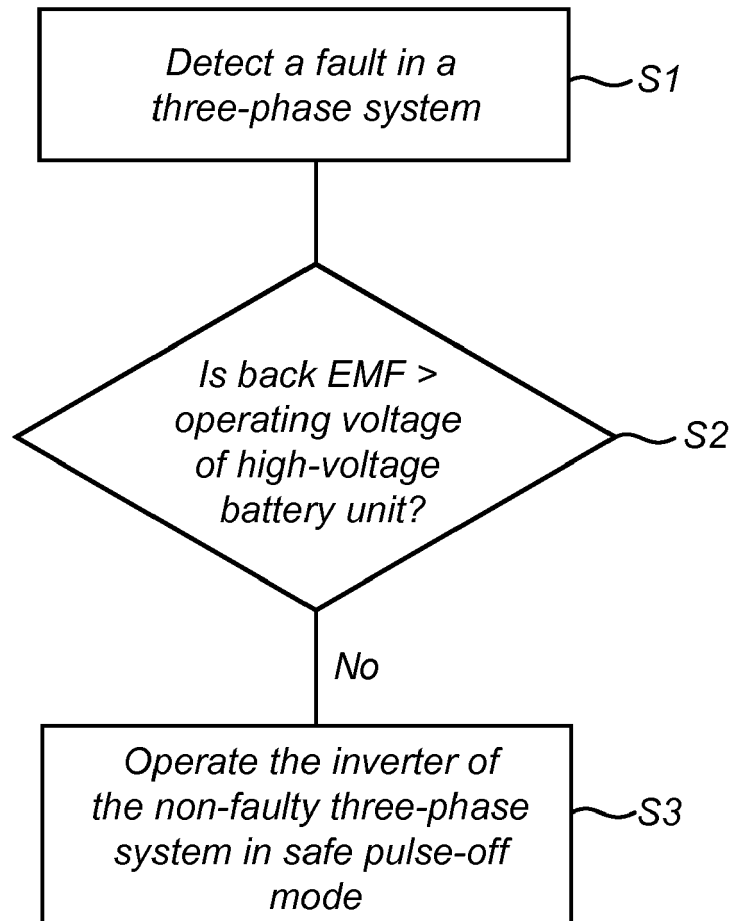 Detect a fault in a
three-phase system
S1
Is back EMF >
operating voltage
of high-voltage
battery unit?
S2
No
Operate the inverter of
the non-faulty three-phase
system in safe pulse-off
mode
S3